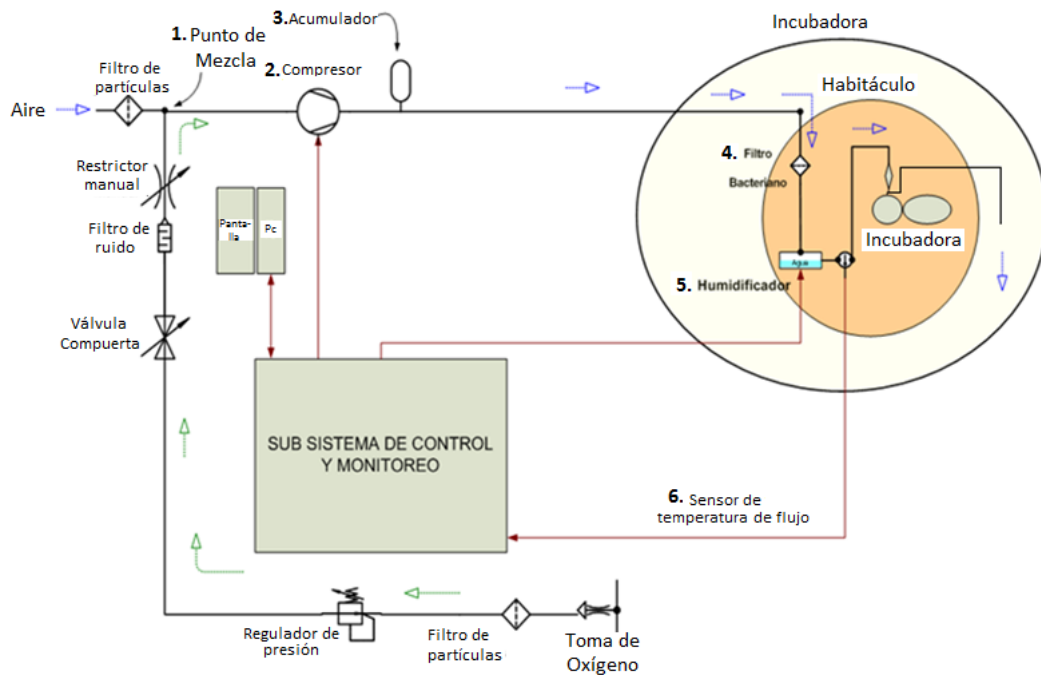 Incubadora
3. Acumulador
1. Punto de
Mezcla
2. Compresor
Filtro de
partículas
Aire
Habitáculo
4. Filtro
Bacteriano
Restrictor
manual
Panta-
lla
Pc
Filtro de
ruido
Incubadora
Agua
5. Humidificador
Válvula
Compuerta
SUB SISTEMA DE CONTROL
Y MONITOREO
6. Sensor de
temperatura de flujo
Regulador de
presión
Filtro de
partículas
Toma de
Oxígeno